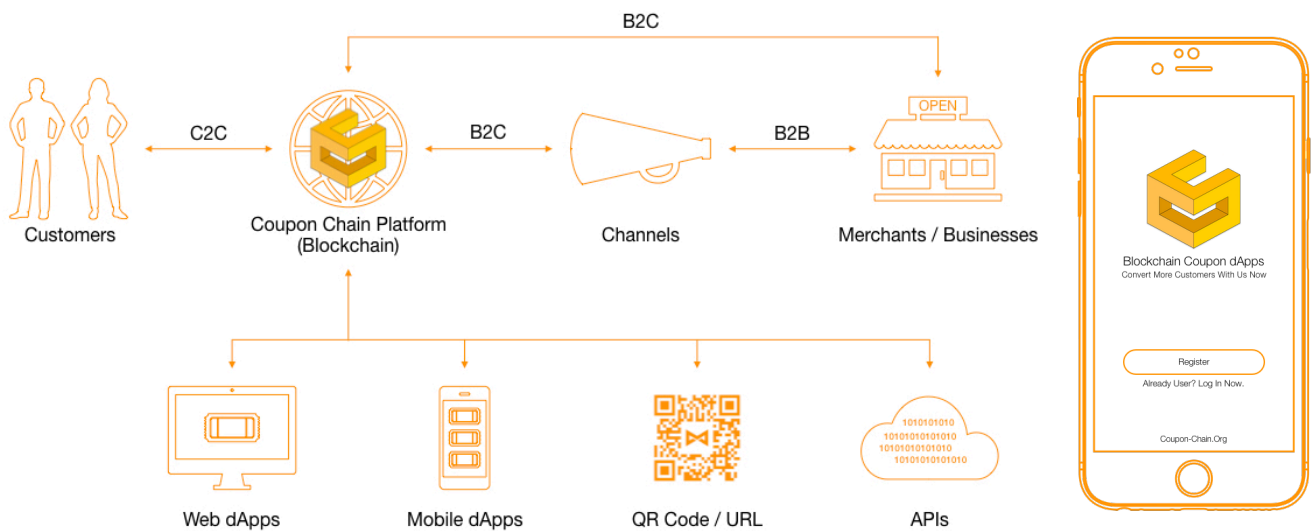 B2C
C2C
B2C
B2B
OPEN
Customers
Coupon Chain Platform
(Blockchain)
Channels
Merchants / Businesses
Web dApps
Mobile dApps
QR Code / URL
1010101010
10101010101010
10101010101010
10101010101010
APIs
Blockchain Coupon dApps
Convert More Customers With Us Now
Register
Already User? Log In Now.
Coupon-Chain.Org